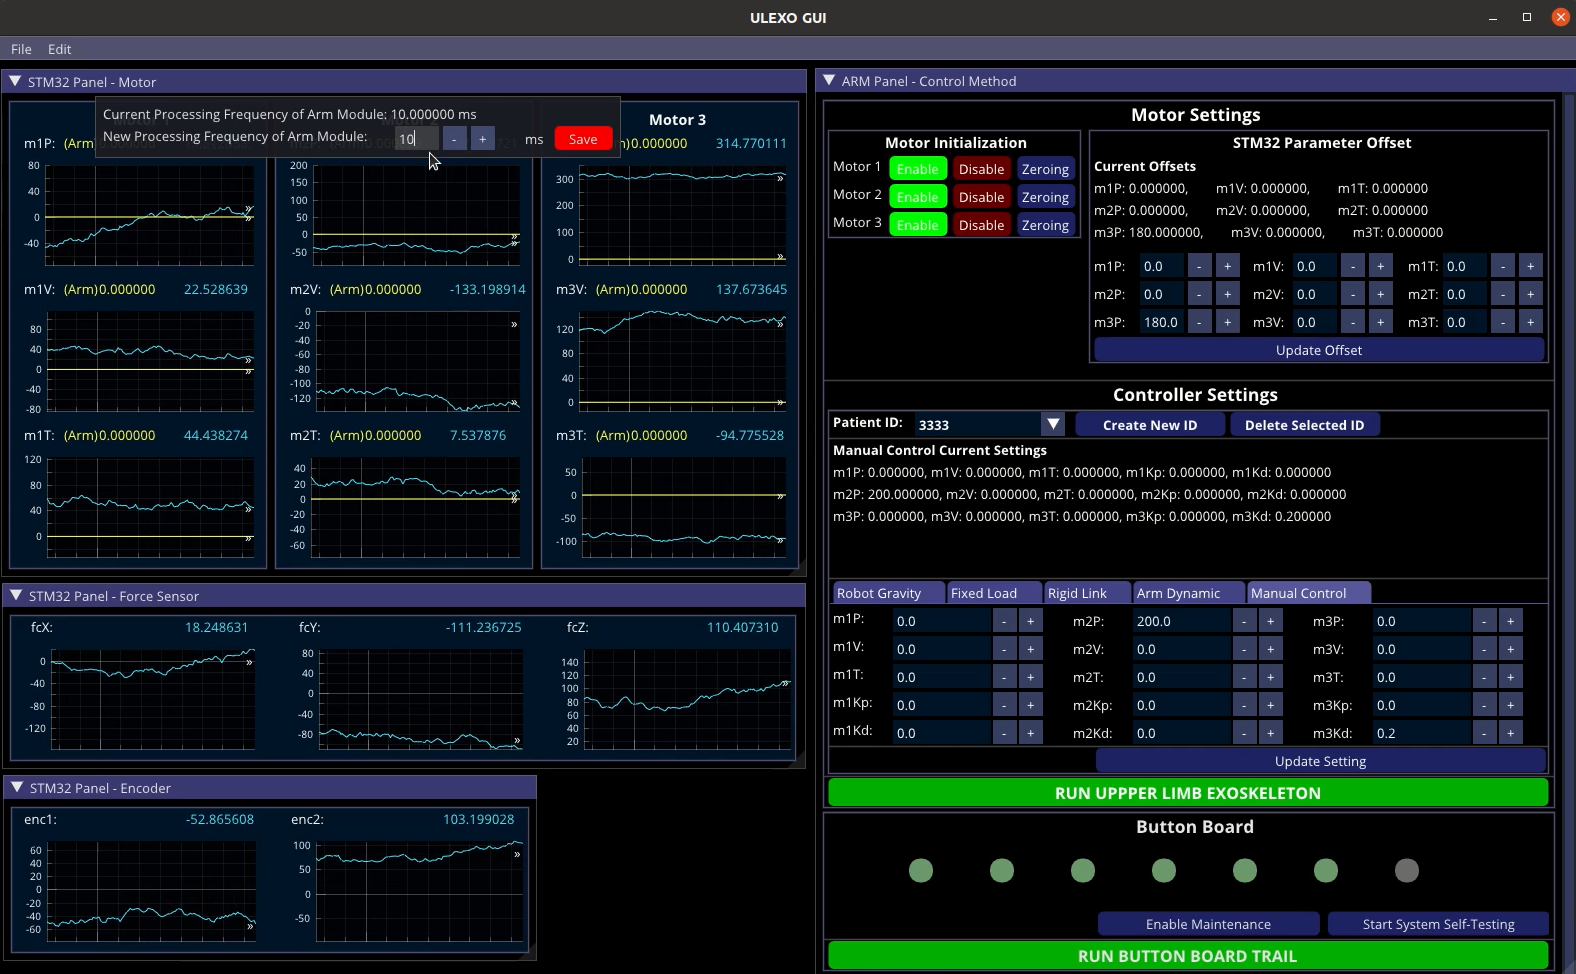 ULEXO GUI
File Edit
STM32 Panel - Motor
Current Processing Frequency of Arm Module: 10.000000 ms
New Processing Frequency of Arm Module: 10 - + ms Save
Motor 3
m1P: (Arm) 0.000000 314.770111
80 40 0 -40
200 150 100 50 0 -50
300 200 100 0
m1V: (Arm)0.000000 22.528639 m2V: (Arm)0.000000 -133.198914 m3V: (Arm)0.000000 137.673645
80 40 0 -40 -80
0 -20 -40 -60 -80 -100 -120
120 80 40 0
m1T: (Arm)0.000000 44.438274 m2T: (Arm)0.000000 7.537876 m3T: (Arm)0.000000 -94.775528
120 80 40 0
40 20 0 -20 -40 -60
50 0 -50 -100
STM32 Panel - Force Sensor
fcX: 18.248631 fcY: -111.236725 fcZ: 110.407310
0 -40 -80 -120
80 40 0 -40 -80
140 120 100 80 60 40 20
STM32 Panel - Encoder
enc1: -52.865608 enc2: 103.199028
60 40 20 0 -20 -40 -60
100 50 0 -50
ARM Panel - Control Method
Motor Settings
Motor Initialization
Motor 1 Enable Disable Zeroing
Motor 2 Enable Disable Zeroing
Motor 3 Enable Disable Zeroing
STM32 Parameter Offset
Current Offsets
m1P: 0.000000, m1V: 0.000000, m1T: 0.000000
m2P: 0.000000, m2V: 0.000000, m2T: 0.000000
m3P: 180.000000, m3V: 0.000000, m3T: 0.000000
m1P: 0.0 - + m1V: 0.0 - + m1T: 0.0 - +
m2P: 0.0 - + m2V: 0.0 - + m2T: 0.0 - +
m3P: 180.0 - + m3V: 0.0 - + m3T: 0.0 - +
Update Offset
Controller Settings
Patient ID: 3333 Create New ID Delete Selected ID
Manual Control Current Settings
m1P: 0.000000, m1V: 0.000000, m1T: 0.000000, m1Kp: 0.000000, m1Kd: 0.000000
m2P: 200.000000, m2V: 0.000000, m2T: 0.000000, m2Kp: 0.000000, m2Kd: 0.000000
m3P: 0.000000, m3V: 0.000000, m3T: 0.000000, m3Kp: 0.000000, m3Kd: 0.200000
Robot Gravity Fixed Load Rigid Link Arm Dynamic Manual Control
m1P: 0.0 - + m2P: 200.0 - + m3P: 0.0 - +
m1V: 0.0 - + m2V: 0.0 - + m3V: 0.0 - +
m1T: 0.0 - + m2T: 0.0 - + m3T: 0.0 - +
m1Kp: 0.0 - + m2Kp: 0.0 - + m3Kp: 0.0 - +
m1Kd: 0.0 - + m2Kd: 0.0 - + m3Kd: 0.2 - +
Update Setting
RUN UPPPER LIMB EXOSKELETON
Button Board
Enable Maintenance Start System Self-Testing
RUN BUTTON BOARD TRAIL